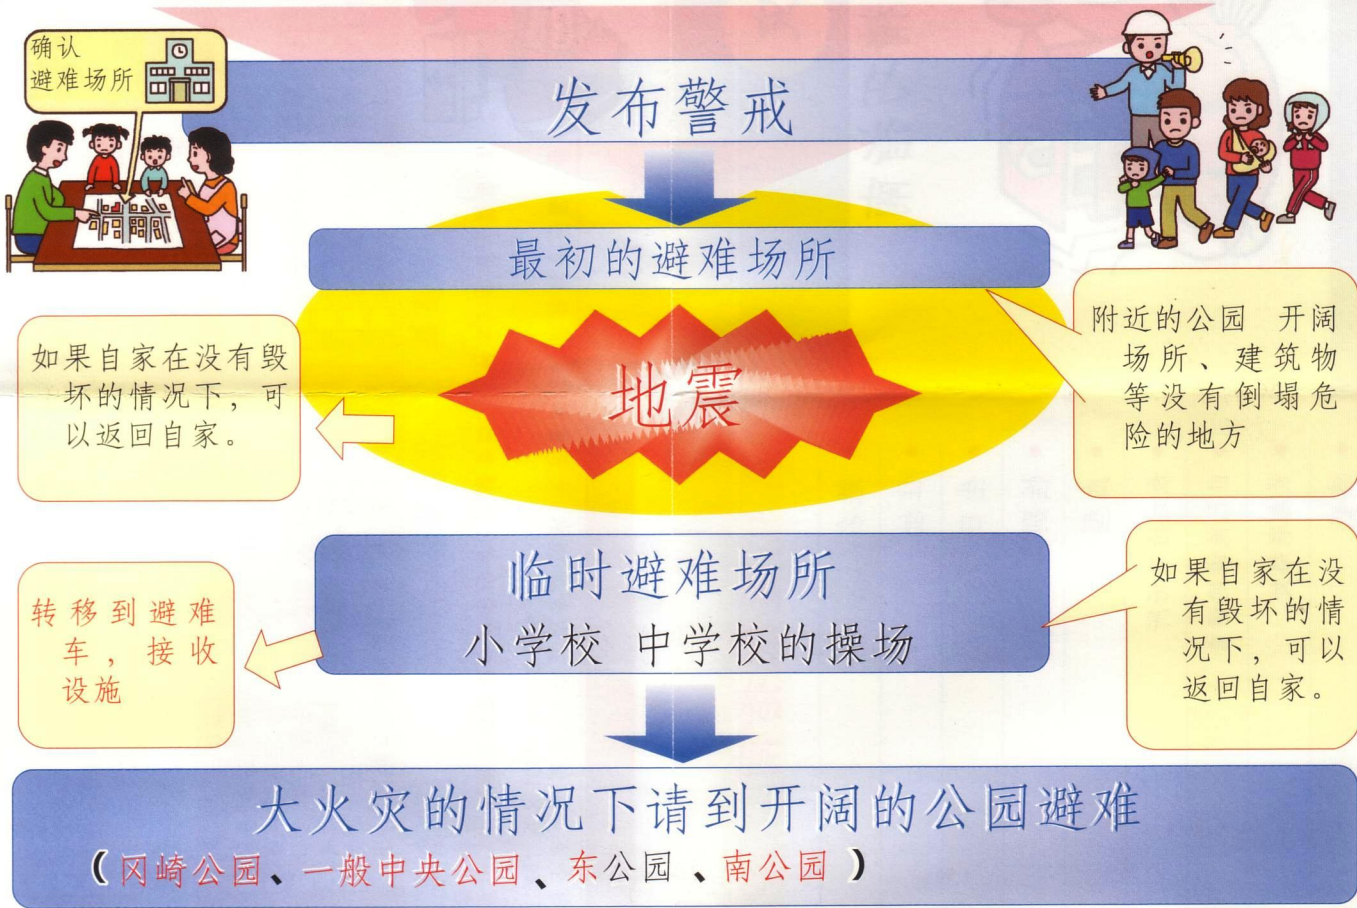 确认
避难场所
发布警戒
最初的避难场所
附近的公园 开阔
场所、建筑物
等没有倒塌危
险的地方
如果自家在没有毁
坏的情况下，可
以返回自家。
地震
临时避难场所
小学校 中学校的操场
如果自家在没
有毁坏的情
况下，可以
返回自家。
转移到避难
车，接收
设施
大火灾的情况下请到开阔的公园避难
（冈崎公园、一般中央公园、东公园、南公园）